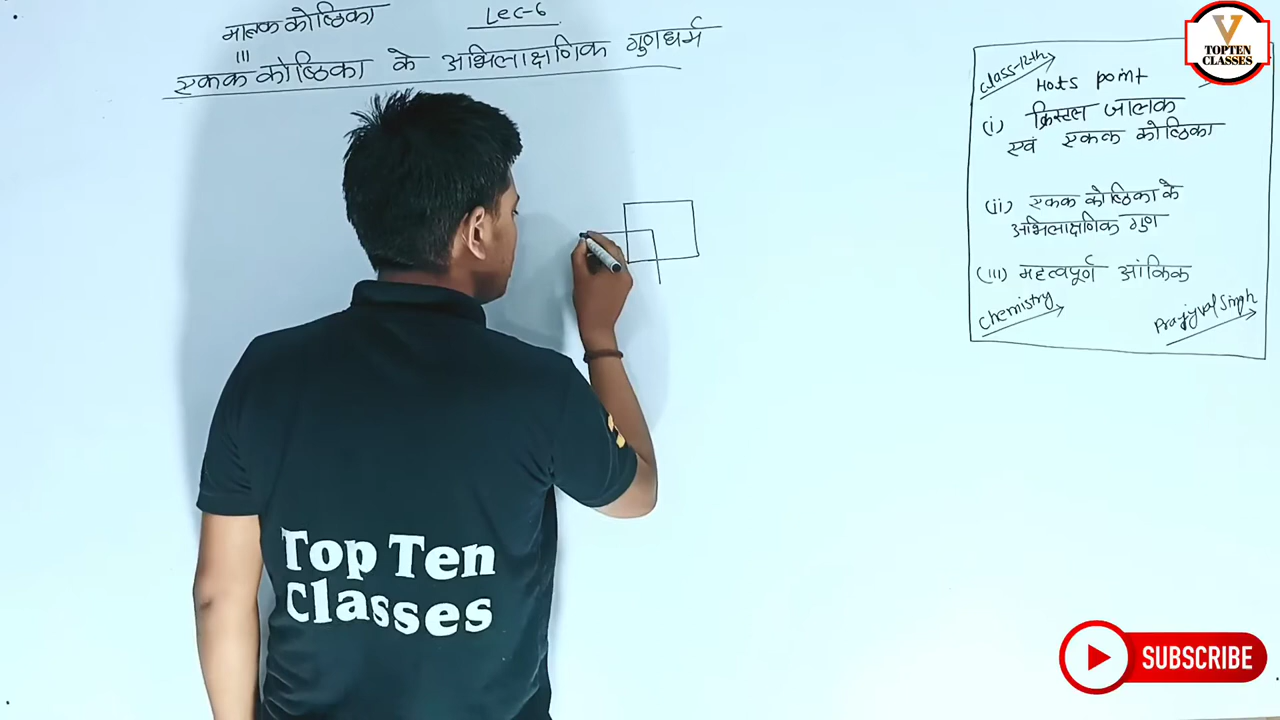 मात्रक कोष्ठिका
Lec-6
एकक कोष्ठिका के अभिलाक्षणिक गुणधर्म
Class-12th
Hots point
(i) क्रिस्टल जालक
एवं एकक कोष्ठिका
(ii) एकक कोष्ठिका के
अभिलाक्षणिक गुण
(iii) महत्वपूर्ण आंकिक
Chemistry
Prajjwal Singh
V
TOPTEN
CLASSES
Top Ten
Classes
SUBSCRIBE